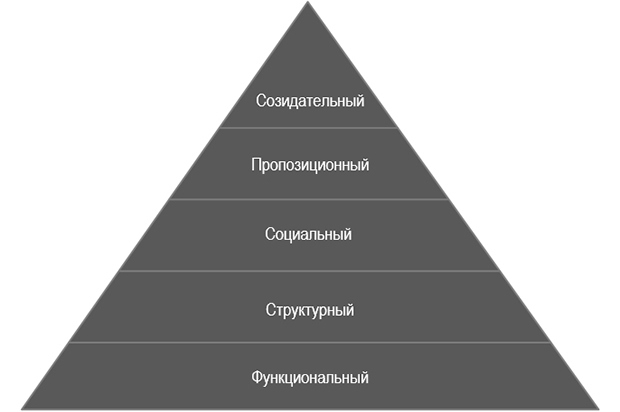 Созидательный
Пропозиционный
Социальный
Структурный
Функциональный